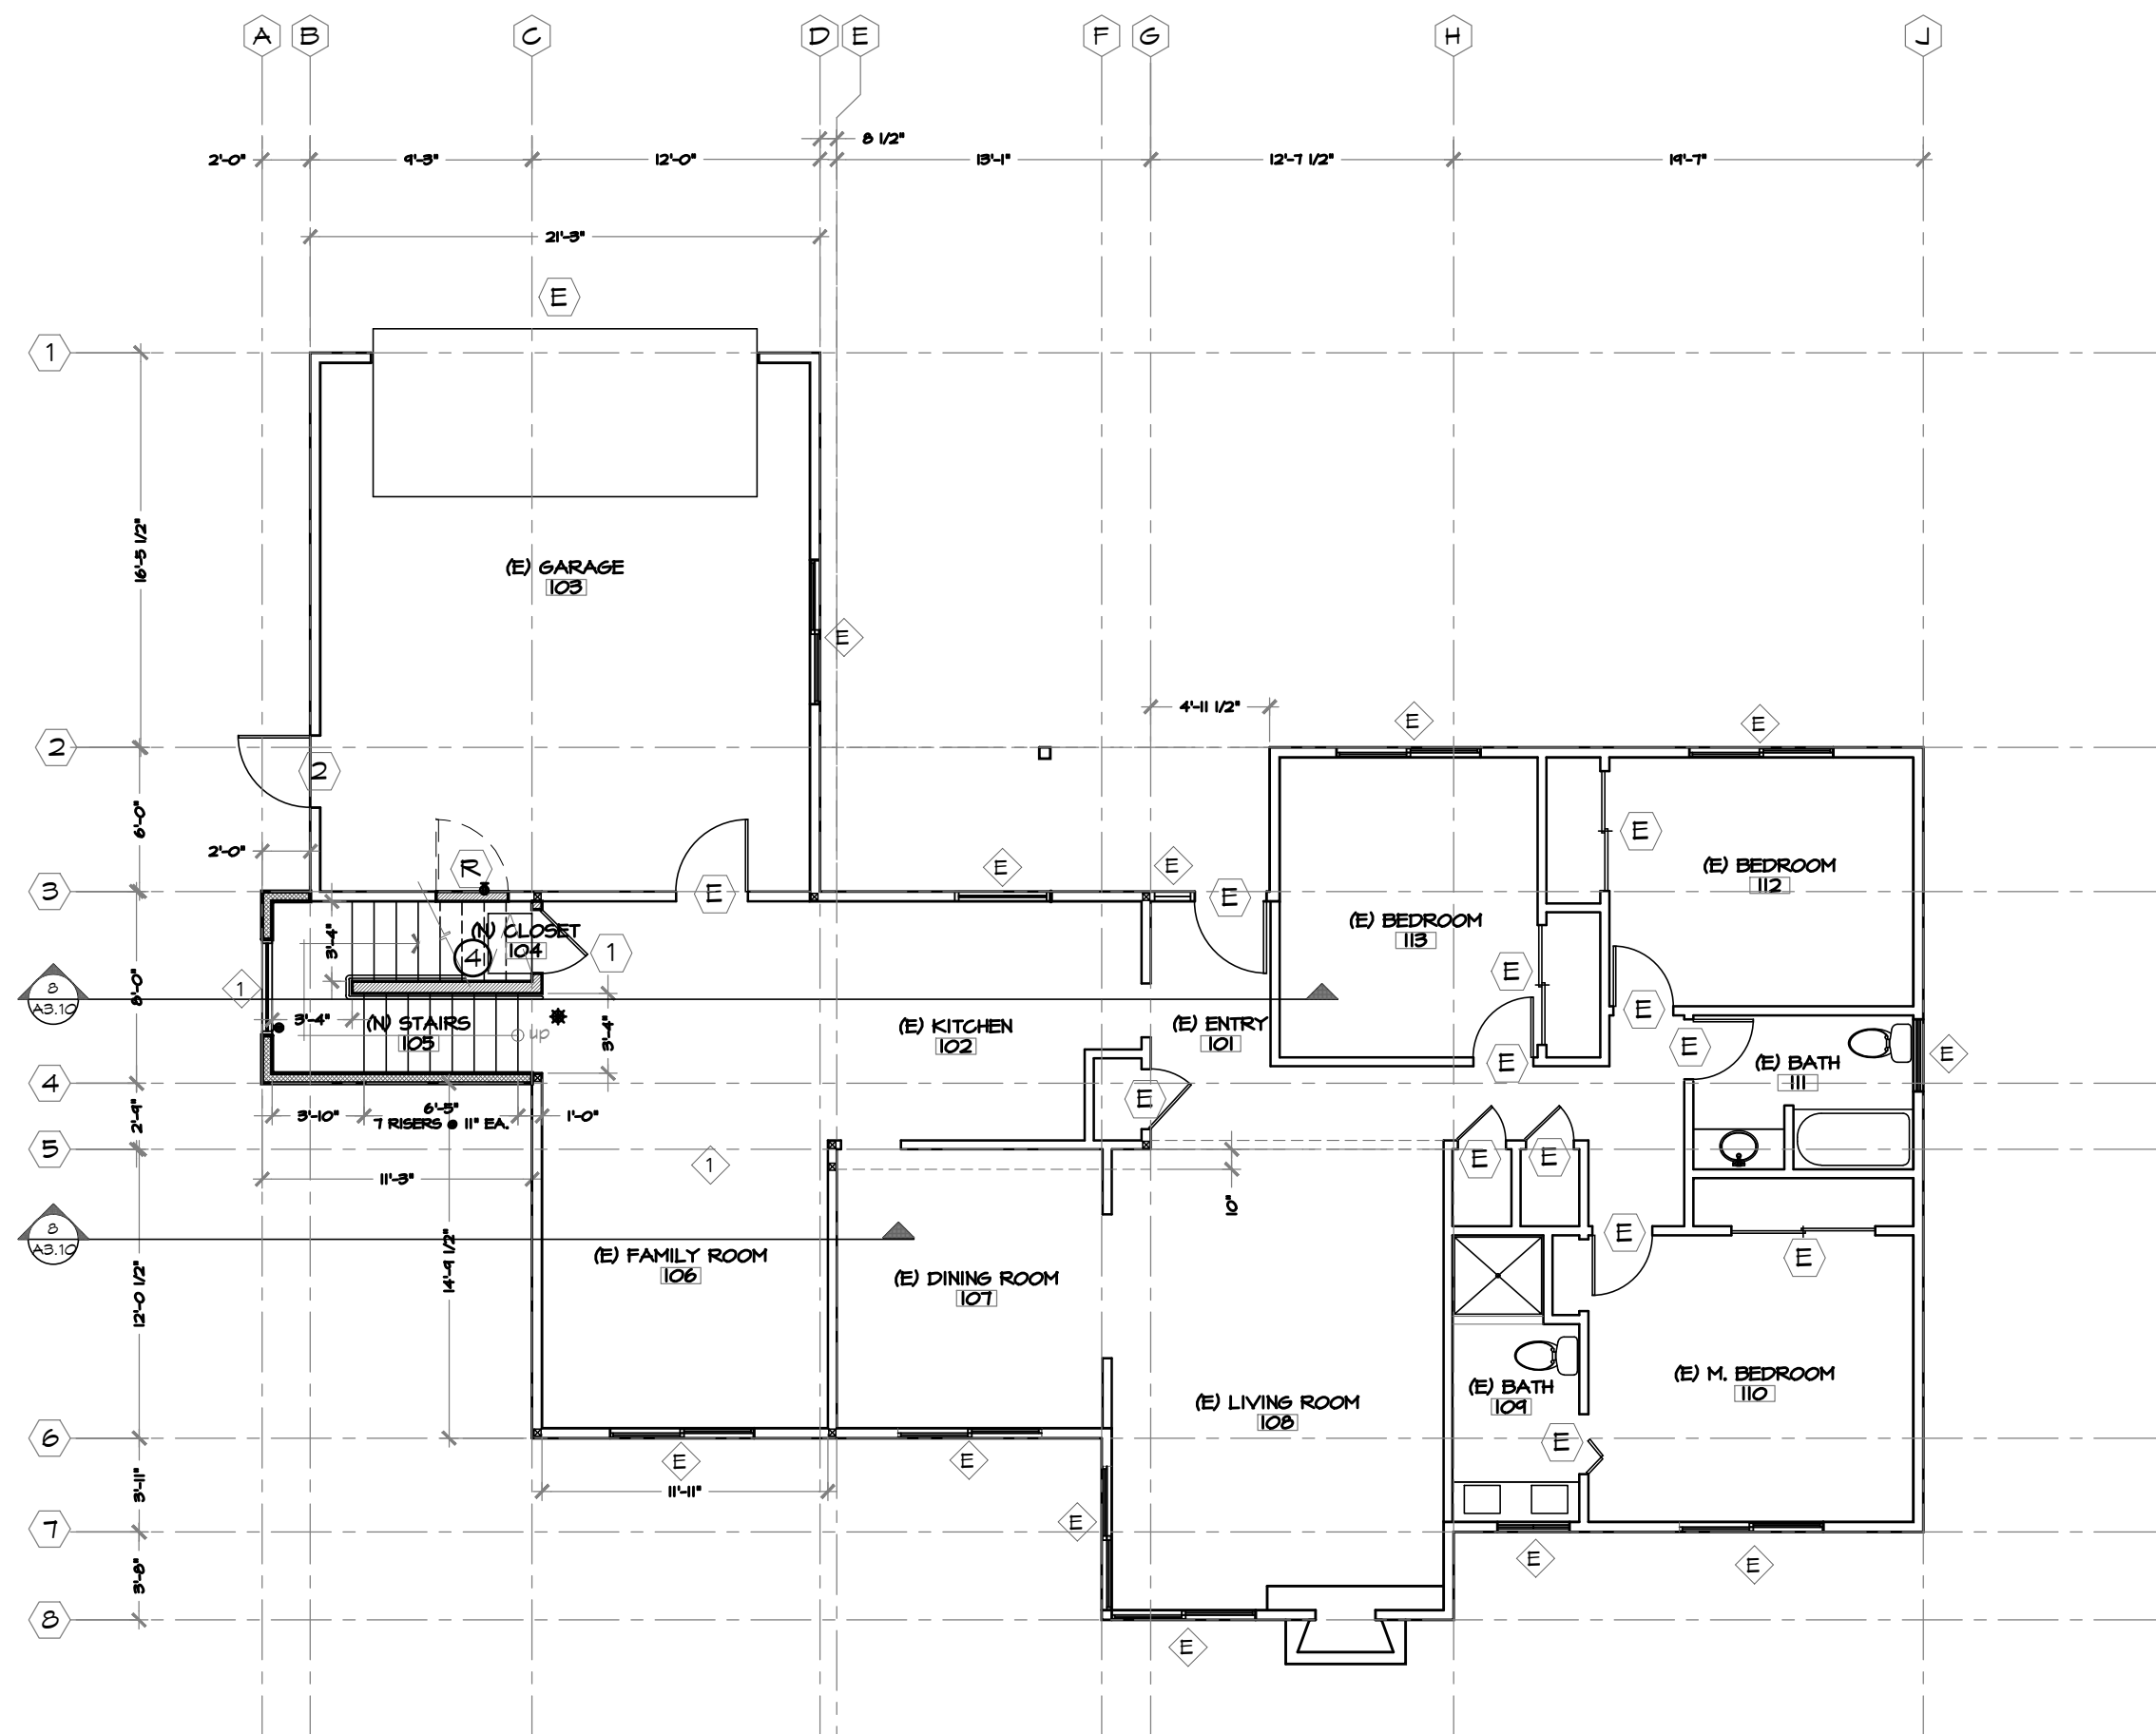 A B C D E F G H J
8 1/2"
2'-0" 9'-3" 12'-0" 13'-1" 12'-7 1/2" 19'-7"
21'-3"
E
1
16'-5 1/2"
(E) GARAGE
103
E
4'-11 1/2"
E E
2
2
6'-0"
E
2'-0"
R E E E
(E) BEDROOM
112
3
E
(E) BEDROOM
113
(N) CLOSET
104
3'-4"
4
1
E
8'-0"
1
8
A3.10
E
3'-4"
(N) STAIRS
105
up
3'-4"
(E) KITCHEN
102
(E) ENTRY
101
E
E
E
(E) BATH
111
4
E
2'-9"
3'-10"
6'-5"
7 RISERS @ 11" EA.
1'-0"
5
1
E E
11'-3"
10"
E
8
A3.10
14'-9 1/2"
12'-0 1/2"
(E) FAMILY ROOM
106
(E) DINING ROOM
107
E
(E) M. BEDROOM
110
(E) BATH
109
(E) LIVING ROOM
108
6
E
E E
3'-11"
11'-11"
7
E
E E
3'-8"
8
E